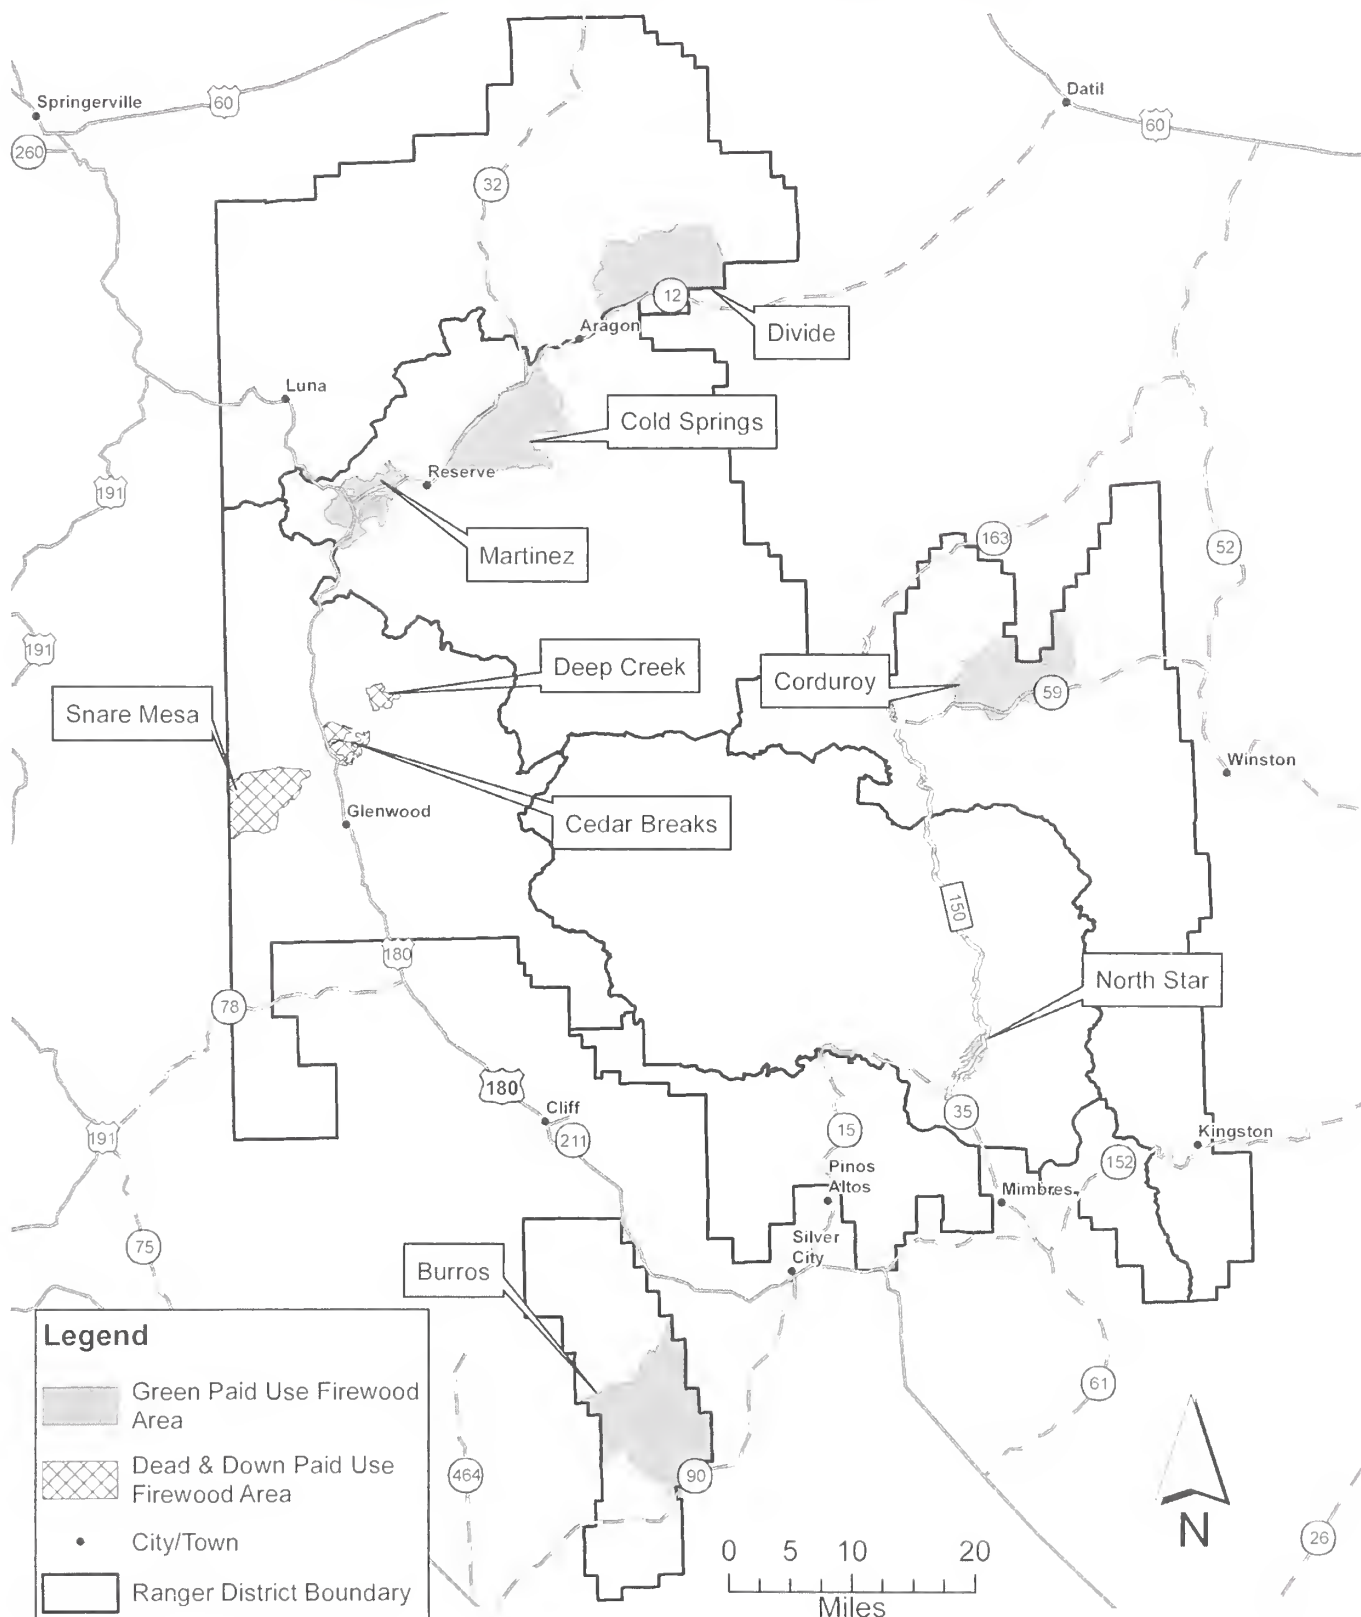 Springerville
60
260
Datil
60
32
12
Aragon
Divide
Luna
Cold Springs
Reserve
191
Martinez
163
52
191
Deep Creek
Corduroy
59
Snare Mesa
Winston
Glenwood
Cedar Breaks
150
180
North Star
78
180
Cliff
211
191
35
15
Kingston
152
Pinos
Altos
Mimbres
75
Silver
City
Burros
61
464
90
26
Legend
Green Paid Use Firewood
Area
Dead & Down Paid Use
Firewood Area
City/Town
Ranger District Boundary
0 5 10 20
Miles
N